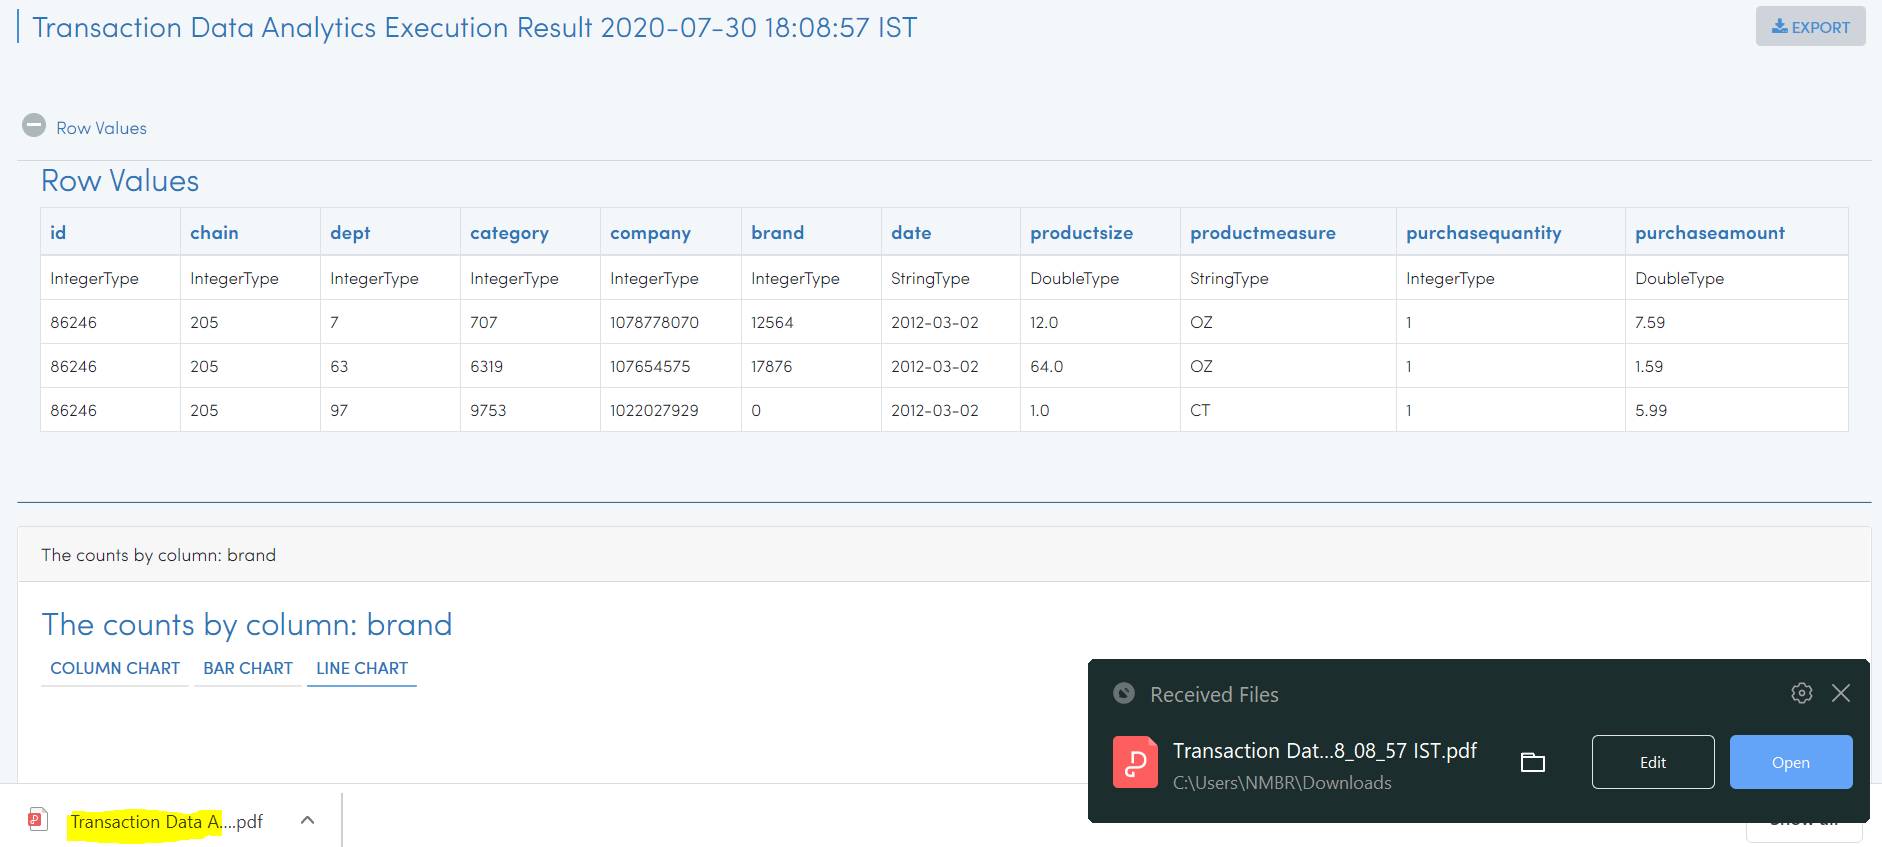 Transaction Data Analytics Execution Result 2020-07-30 18:08:57 IST
EXPORT
Row Values
Row Values
id chain dept category company brand date productsize productmeasure purchasequantity purchaseamount
IntegerType IntegerType IntegerType IntegerType IntegerType IntegerType StringType DoubleType StringType IntegerType DoubleType
86246 205 7 707 1078778070 12564 2012-03-02 12.0 OZ 1 7.59
86246 205 63 6319 107654575 17876 2012-03-02 64.0 OZ 1 1.59
86246 205 97 9753 1022027929 0 2012-03-02 1.0 CT 1 5.99
The counts by column: brand
The counts by column: brand
COLUMN CHART BAR CHART LINE CHART
Received Files
Transaction Dat...8_08_57 IST.pdf
C:\Users\NMBR\Downloads
Edit
Open
Transaction Data A....pdf